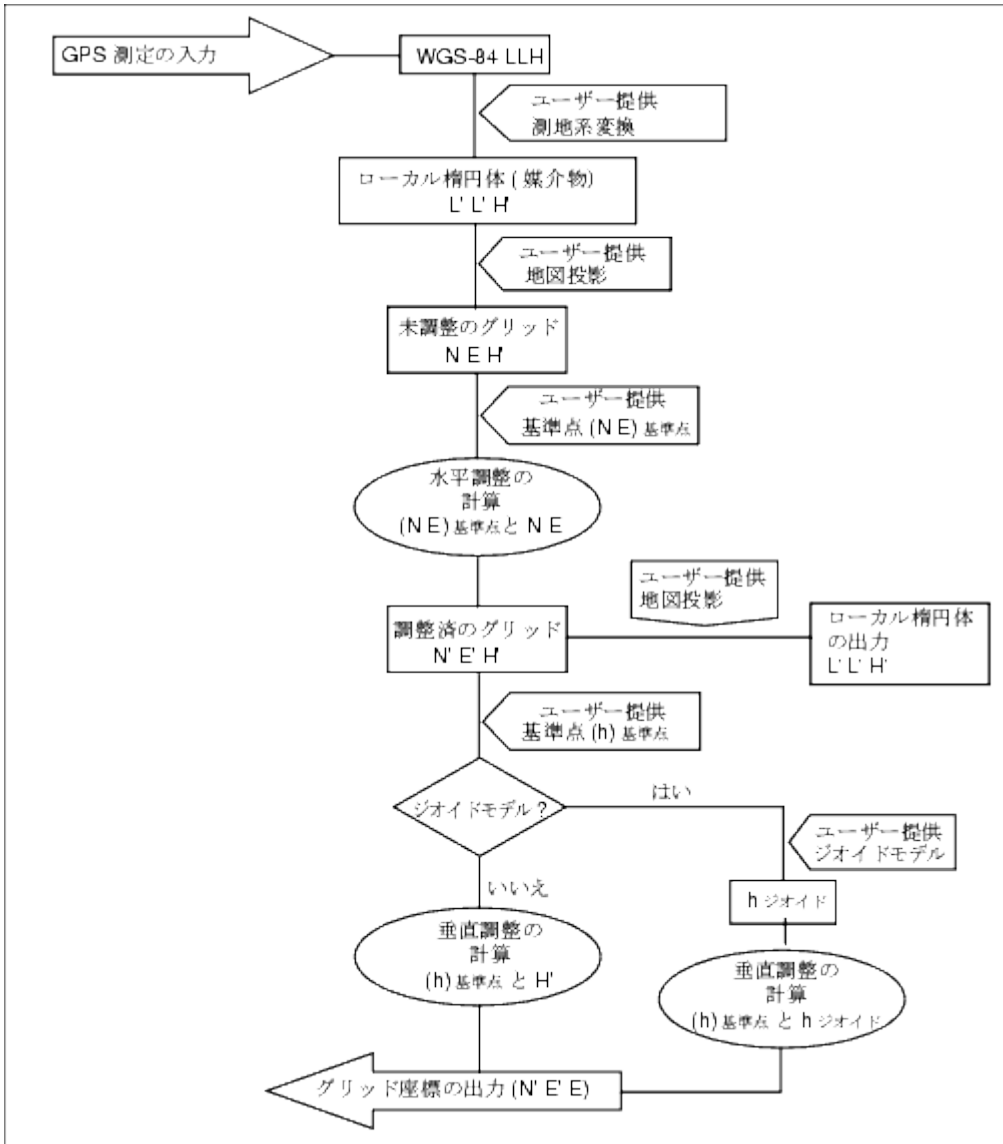 GPS 測定の入力
WGS-84 LLH
ユーザー提供
測地系変換
ローカル楕円体 ( 媒介物)
L' L' H'
ユーザー提供
地図投影
未調整のグリッド
N E H'
ユーザー提供
基準点 (N E) 基準点
水平調整の
計算
(N E) 基準点 と N E
ユーザー提供
地図投影
調整済のグリッド
N' E' H'
ローカル楕円体
の出力
L' L' H'
ユーザー提供
基準点 (h) 基準点
ジオイドモデル ?
はい
ユーザー提供
ジオイドモデル
いいえ
h ジオイド
垂直調整の
計算
(h) 基準点 と H'
垂直調整の
計算
(h) 基準点 と h ジオイド
グリッド座標の出力 (N' E' E)